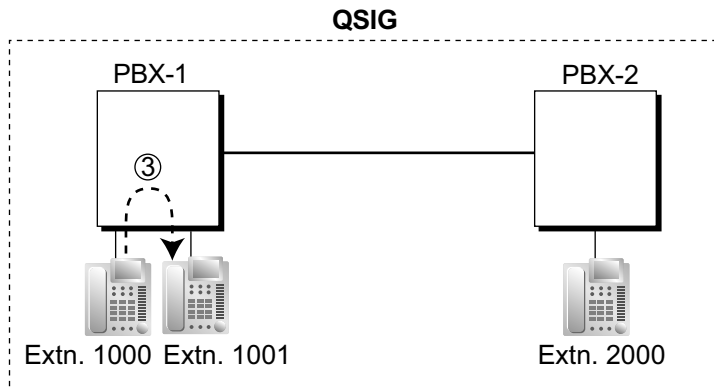 QSIG
PBX-1 PBX-2
③
Extn. 1000 Extn. 1001 Extn. 2000